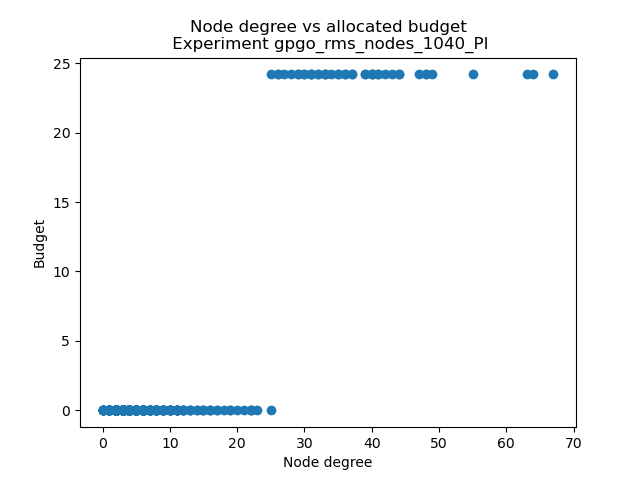 Node degree vs allocated budget
Experiment gpgo_rms_nodes_1040_PI
25
20
15
10
5
0
Budget
0 10 20 30 40 50 60 70
Node degree